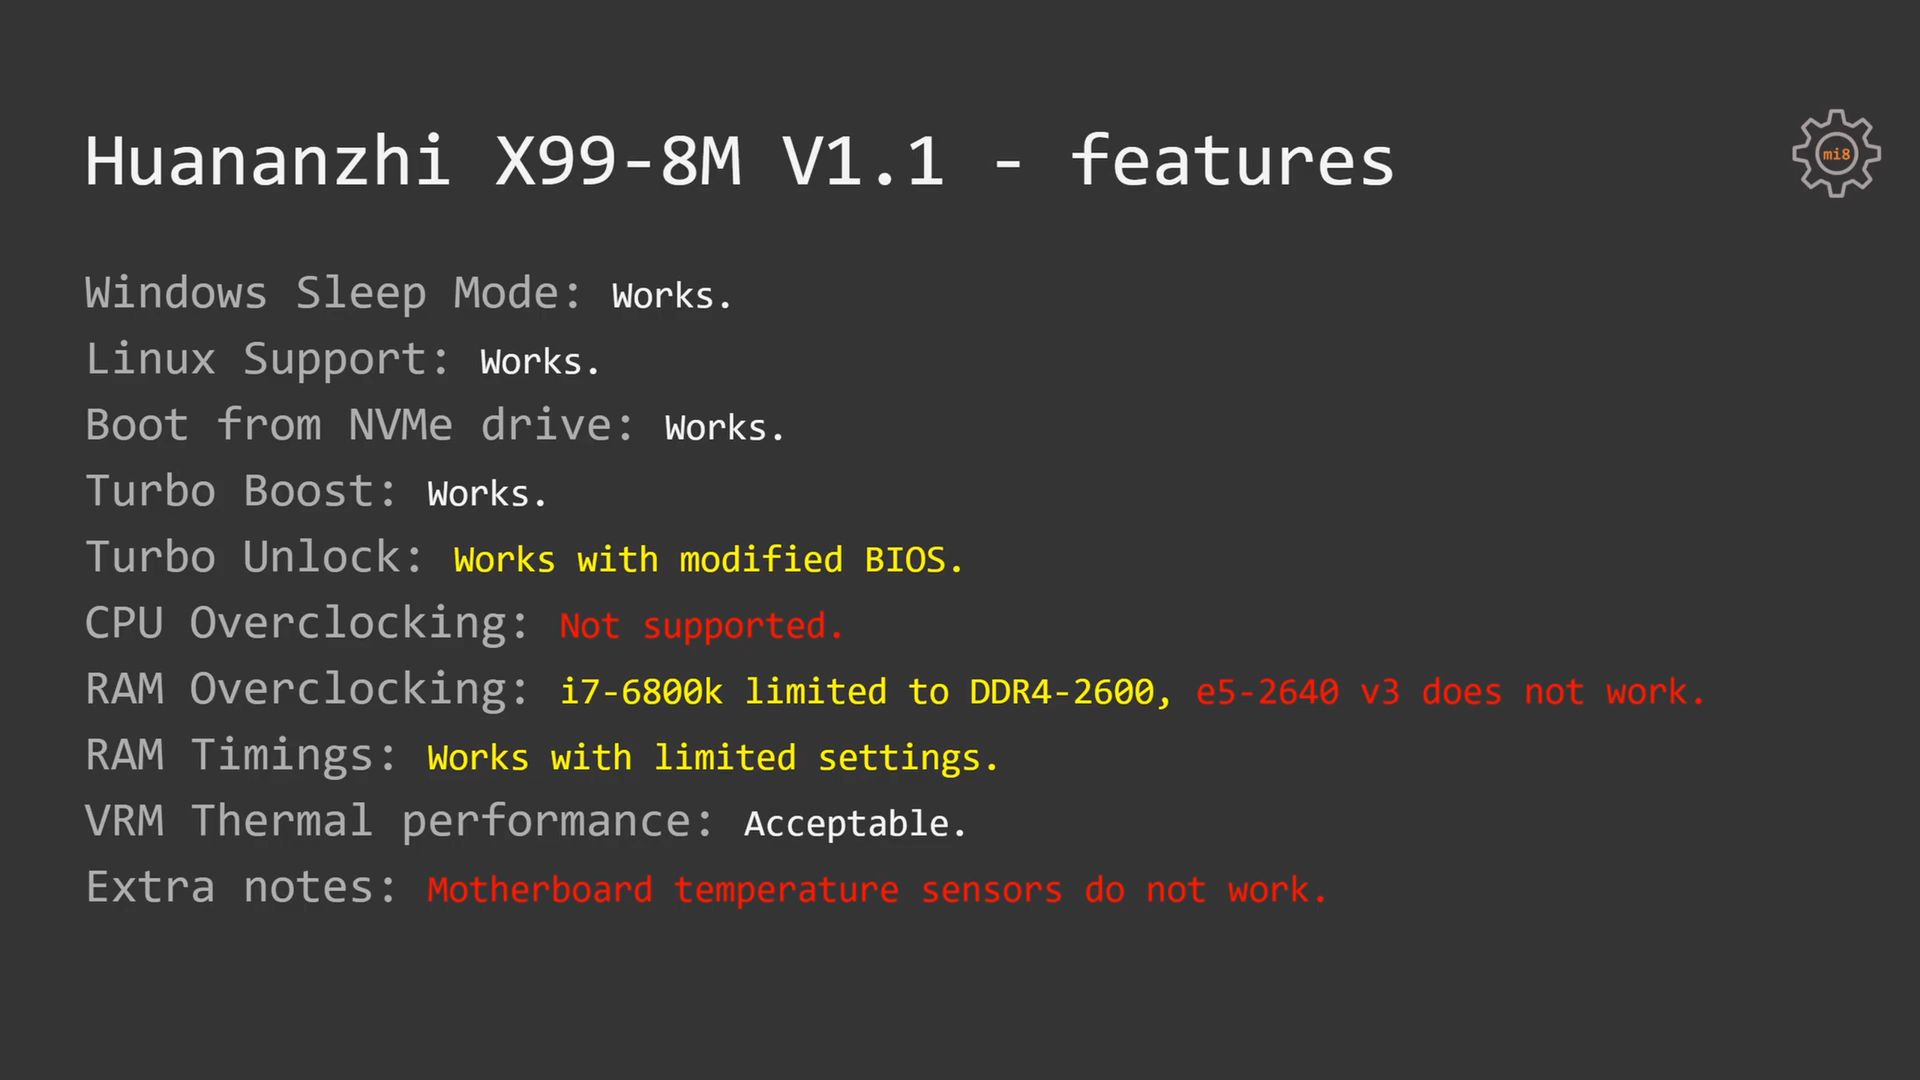 Huananzhi X99-8M V1.1 - features
mi8
Windows Sleep Mode: Works.
Linux Support: Works.
Boot from NVMe drive: Works.
Turbo Boost: Works.
Turbo Unlock: Works with modified BIOS.
CPU Overclocking: Not supported.
RAM Overclocking: i7-6800k limited to DDR4-2600, e5-2640 v3 does not work.
RAM Timings: Works with limited settings.
VRM Thermal performance: Acceptable.
Extra notes: Motherboard temperature sensors do not work.